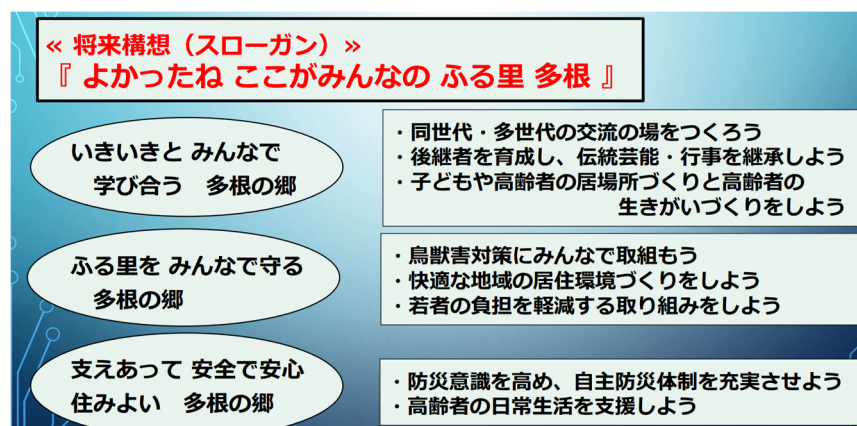 ≪ 将来構想（スローガン）≫
『 よかったね ここがみんなの ふる里 多根 』
いきいきと みんなで
学び合う　多根の郷
・同世代・多世代の交流の場をつくろう
・後継者を育成し、伝統芸能・行事を継承しよう
・子どもや高齢者の居場所づくりと高齢者の
生きがいづくりをしよう
ふる里を みんなで守る
多根の郷
・鳥獣害対策にみんなで取組もう
・快適な地域の居住環境づくりをしよう
・若者の負担を軽減する取り組みをしよう
支えあって 安全で安心
住みよい　多根の郷
・防災意識を高め、自主防災体制を充実させよう
・高齢者の日常生活を支援しよう